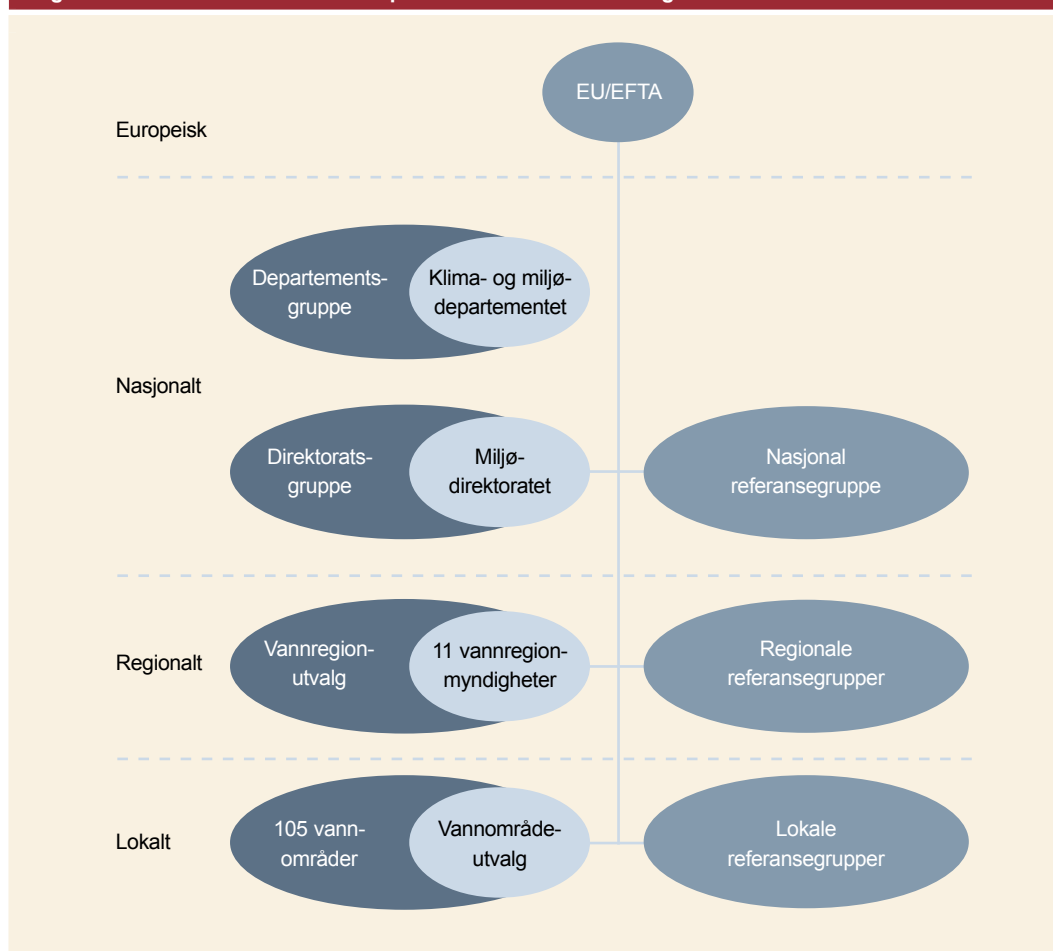 EU/EFTA
Europeisk
Departements-
gruppe
Klima- og miljø-
departementet
Nasjonalt
Direktorats-
gruppe
Miljø-
direktoratet
Nasjonal
referansegruppe
Regionalt
Vannregion-
utvalg
11 vannregion-
myndigheter
Regionale
referansegrupper
Lokalt
105 vann-
områder
Vannområde-
utvalg
Lokale
referansegrupper